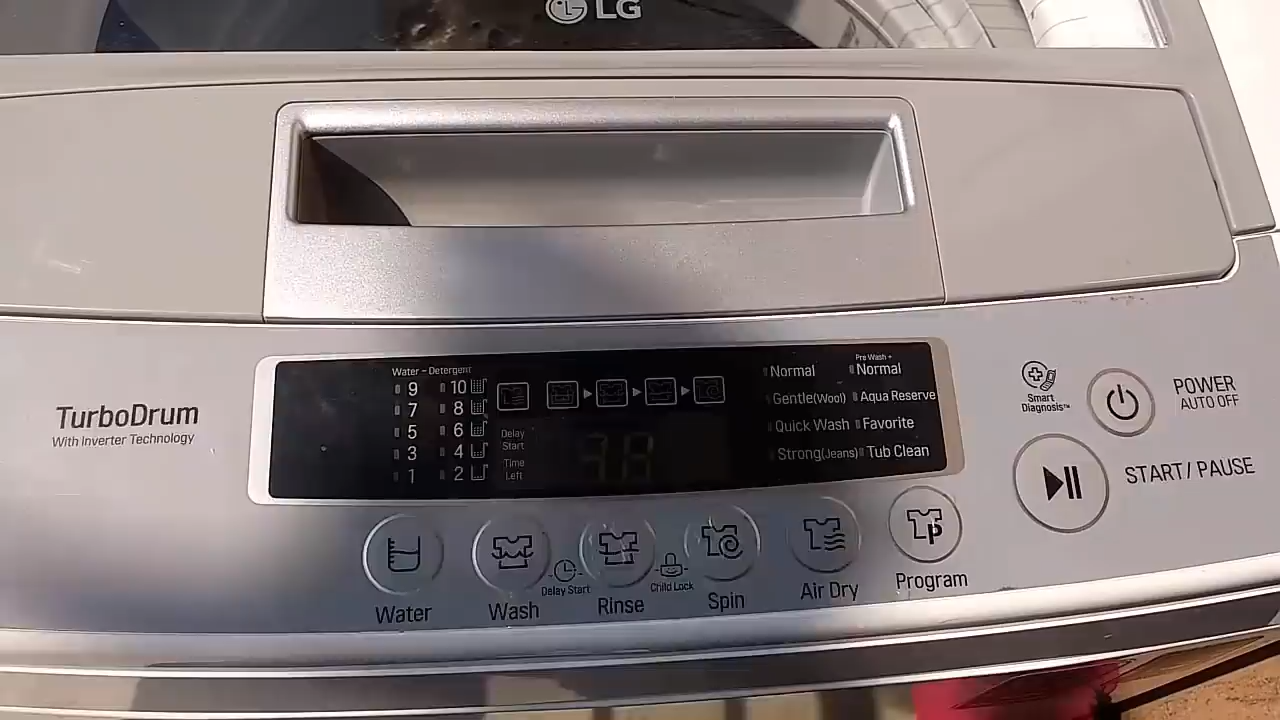 LG
TurboDrum
With Inverter Technology
Water - Detergent
9 10
7 8
5 6
3 4
1 2
Delay
Start
Time
Left
Pre Wash +
Normal Normal
Gentle(Wool) Aqua Reserve
Quick Wash Favorite
Strong(Jeans) Tub Clean
Smart
Diagnosis™
POWER
AUTO OFF
START / PAUSE
Water
Wash
Delay Start
Rinse
Child Lock
Spin
Air Dry
P
Program